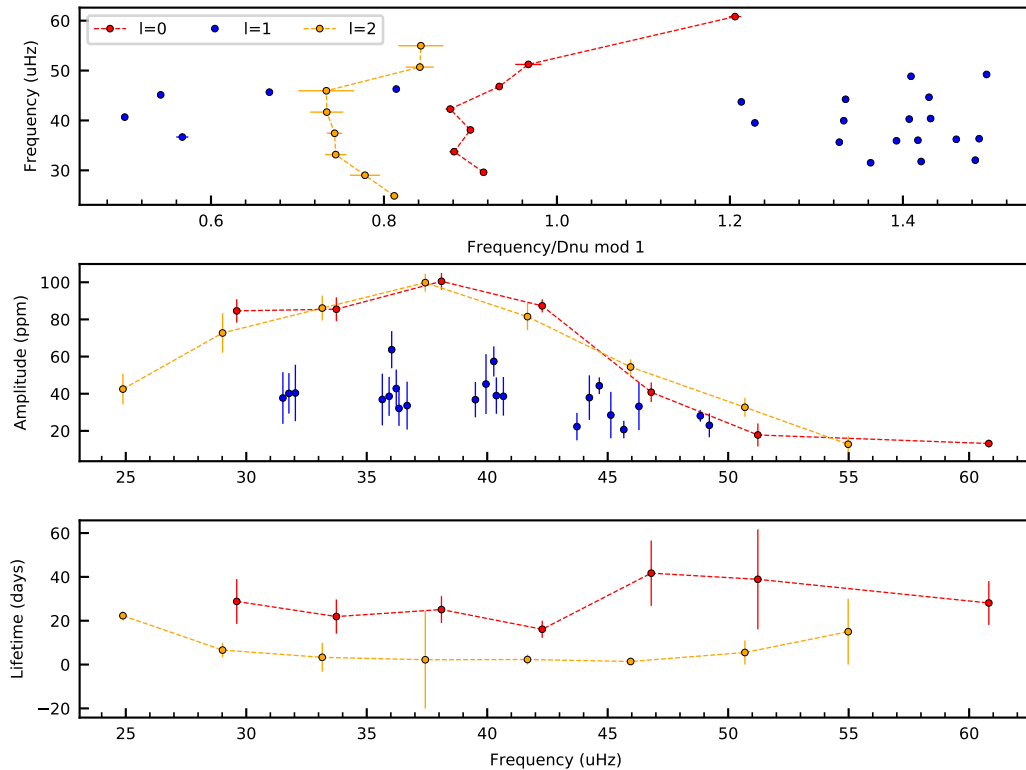 l=0 l=1 l=2
Frequency (uHz)
60
50
40
30
0.6 0.8 1.0 1.2 1.4
Frequency/Dnu mod 1
Amplitude (ppm)
100
80
60
40
20
25 30 35 40 45 50 55 60
Lifetime (days)
60
40
20
0
−20
25 30 35 40 45 50 55 60
Frequency (uHz)